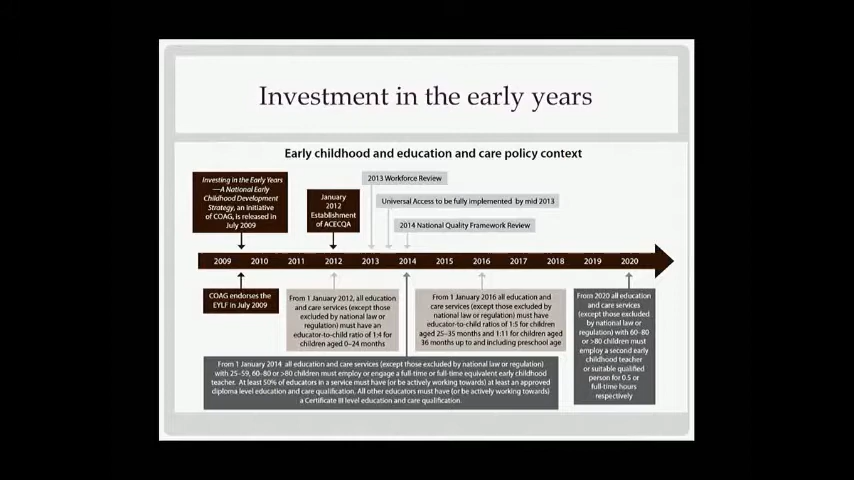 Investment in the early years
Early childhood and education and care policy context
Investing in the Early Years
—A National Early
Childhood Development
Strategy, an initiative
of COAG, is released in
July 2009
January
2012
Establishment
of ACECQA
2013 Workforce Review
Universal Access to be fully implemented by mid 2013
2014 National Quality Framework Review
2009 2010 2011 2012 2013 2014 2015 2016 2017 2018 2019 2020
COAG endorses the
EYLF in July 2009
From 1 January 2012, all education
and care services (except those
excluded by national law or
regulation) must have an
educator-to-child ratio of 1:4 for
children aged 0–24 months
From 1 January 2016 all education and
care services (except those excluded by
national law or regulation) must have
educator-to-child ratios of 1:5 for children
aged 25–35 months and 1:11 for children aged
36 months up to and including preschool age
From 2020 all education
and care services
(except those excluded
by national law or
regulation) with 60–80
or >80 children must
employ a second early
childhood teacher
or suitable qualified
person for 0.5 or
full-time hours
respectively
From 1 January 2014 all education and care services (except those excluded by national law or regulation)
with 25–59, 60–80 or >80 children must employ or engage a full-time or full-time equivalent early childhood
teacher. At least 50% of educators in a service must have (or be actively working towards) at least an approved
diploma level education and care qualification. All other educators must have (or be actively working towards)
a Certificate III level education and care qualification.